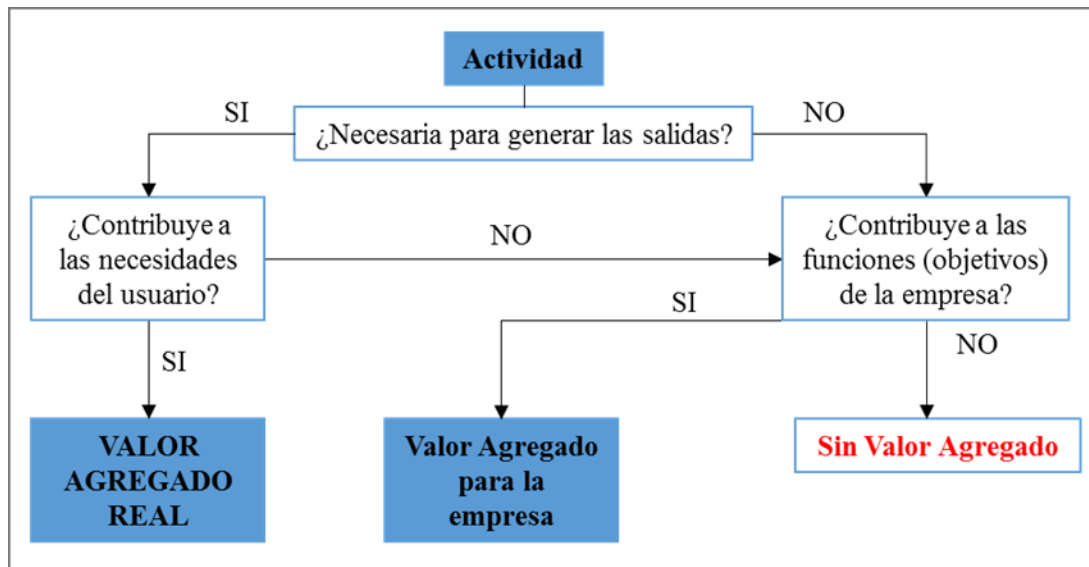 Actividad
SI
NO
¿Necesaria para generar las salidas?
¿Contribuye a
las necesidades
del usuario?
NO
¿Contribuye a las
funciones (objetivos)
de la empresa?
SI
SI
NO
VALOR
AGREGADO
REAL
Valor Agregado
para la
empresa
Sin Valor Agregado